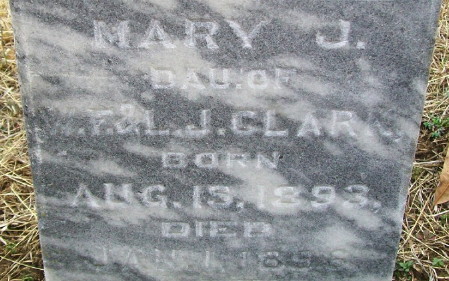 MARY J.
DAU. OF
F. & L. J. CLARK,
BORN
AUG. 13, 1893,
DIED
JAN. 1,